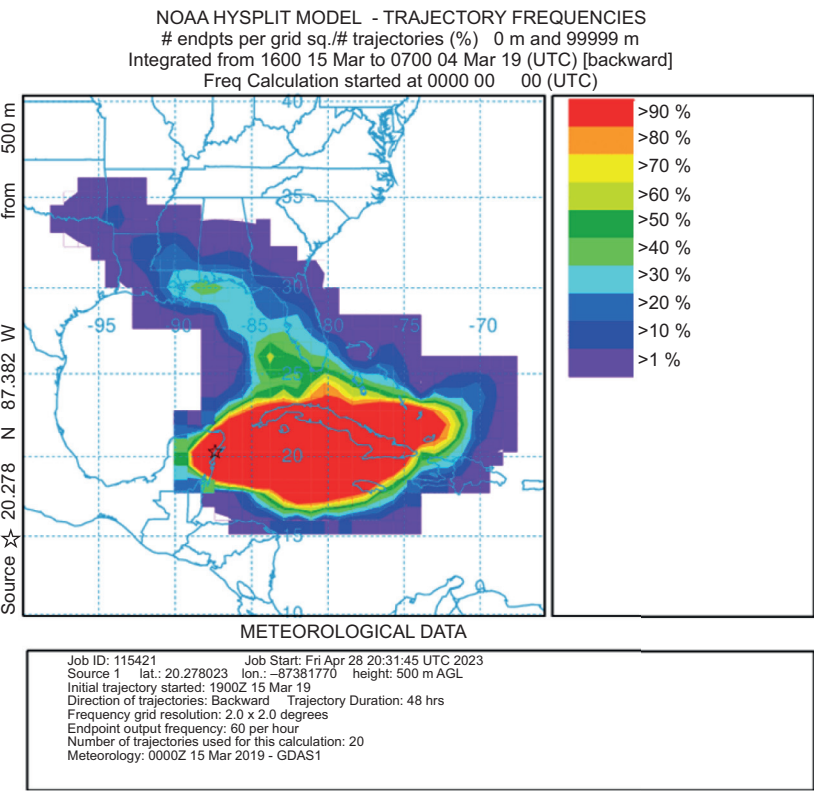 NOAA HYSPLIT MODEL - TRAJECTORY FREQUENCIES
# endpts per grid sq./# trajectories (%) 0 m and 99999 m
Integrated from 1600 15 Mar to 0700 04 Mar 19 (UTC) [backward]
Freq Calculation started at 0000 00 00 (UTC)
Source ☆ 20.278 N 87.382 W from 500 m
40
35
30
-95 -90 -85 -80 -75 -70
25
20
15
10
>90 %
>80 %
>70 %
>60 %
>50 %
>40 %
>30 %
>20 %
>10 %
>1 %
METEOROLOGICAL DATA
Job ID: 115421 Job Start: Fri Apr 28 20:31:45 UTC 2023
Source 1 lat.: 20.278023 lon.: –87381770 height: 500 m AGL
Initial trajectory started: 1900Z 15 Mar 19
Direction of trajectories: Backward Trajectory Duration: 48 hrs
Frequency grid resolution: 2.0 x 2.0 degrees
Endpoint output frequency: 60 per hour
Number of trajectories used for this calculation: 20
Meteorology: 0000Z 15 Mar 2019 - GDAS1